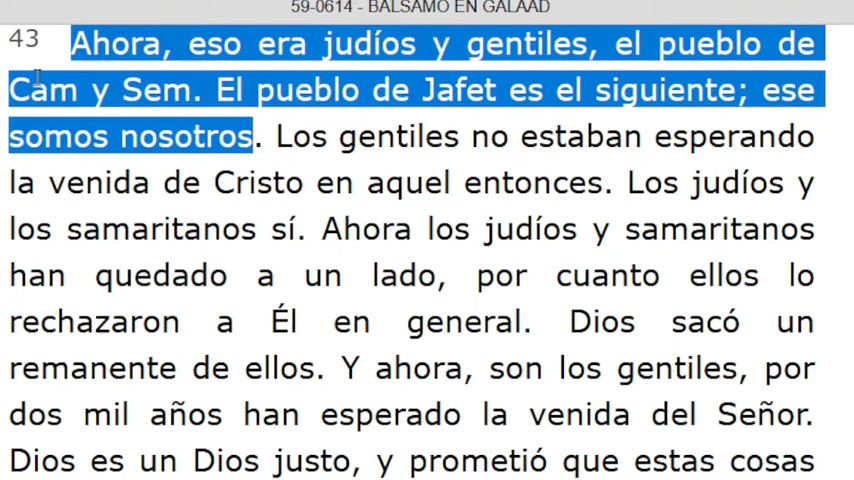 59-0614 - BALSAMO EN GALAAD
43 Ahora, eso era judíos y gentiles, el pueblo de
Cam y Sem. El pueblo de Jafet es el siguiente; ese
somos nosotros. Los gentiles no estaban esperando
la venida de Cristo en aquel entonces. Los judíos y
los samaritanos sí. Ahora los judíos y samaritanos
han quedado a un lado, por cuanto ellos lo
rechazaron a Él en general. Dios sacó un
remanente de ellos. Y ahora, son los gentiles, por
dos mil años han esperado la venida del Señor.
Dios es un Dios justo, y prometió que estas cosas